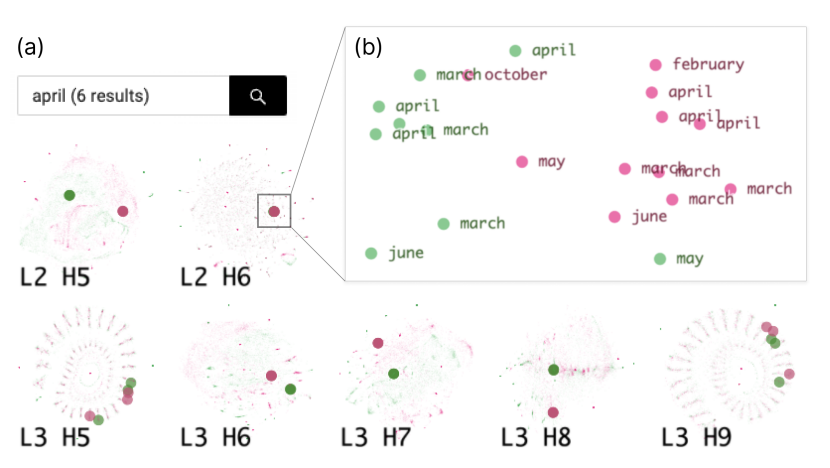 (a)
april (6 results)
L2 H5
L2 H6
(b)
april
march
october
april
april
march
march
june
may
february
april
april
april
march
march
march
march
june
may
L3 H5
L3 H6
L3 H7
L3 H8
L3 H9